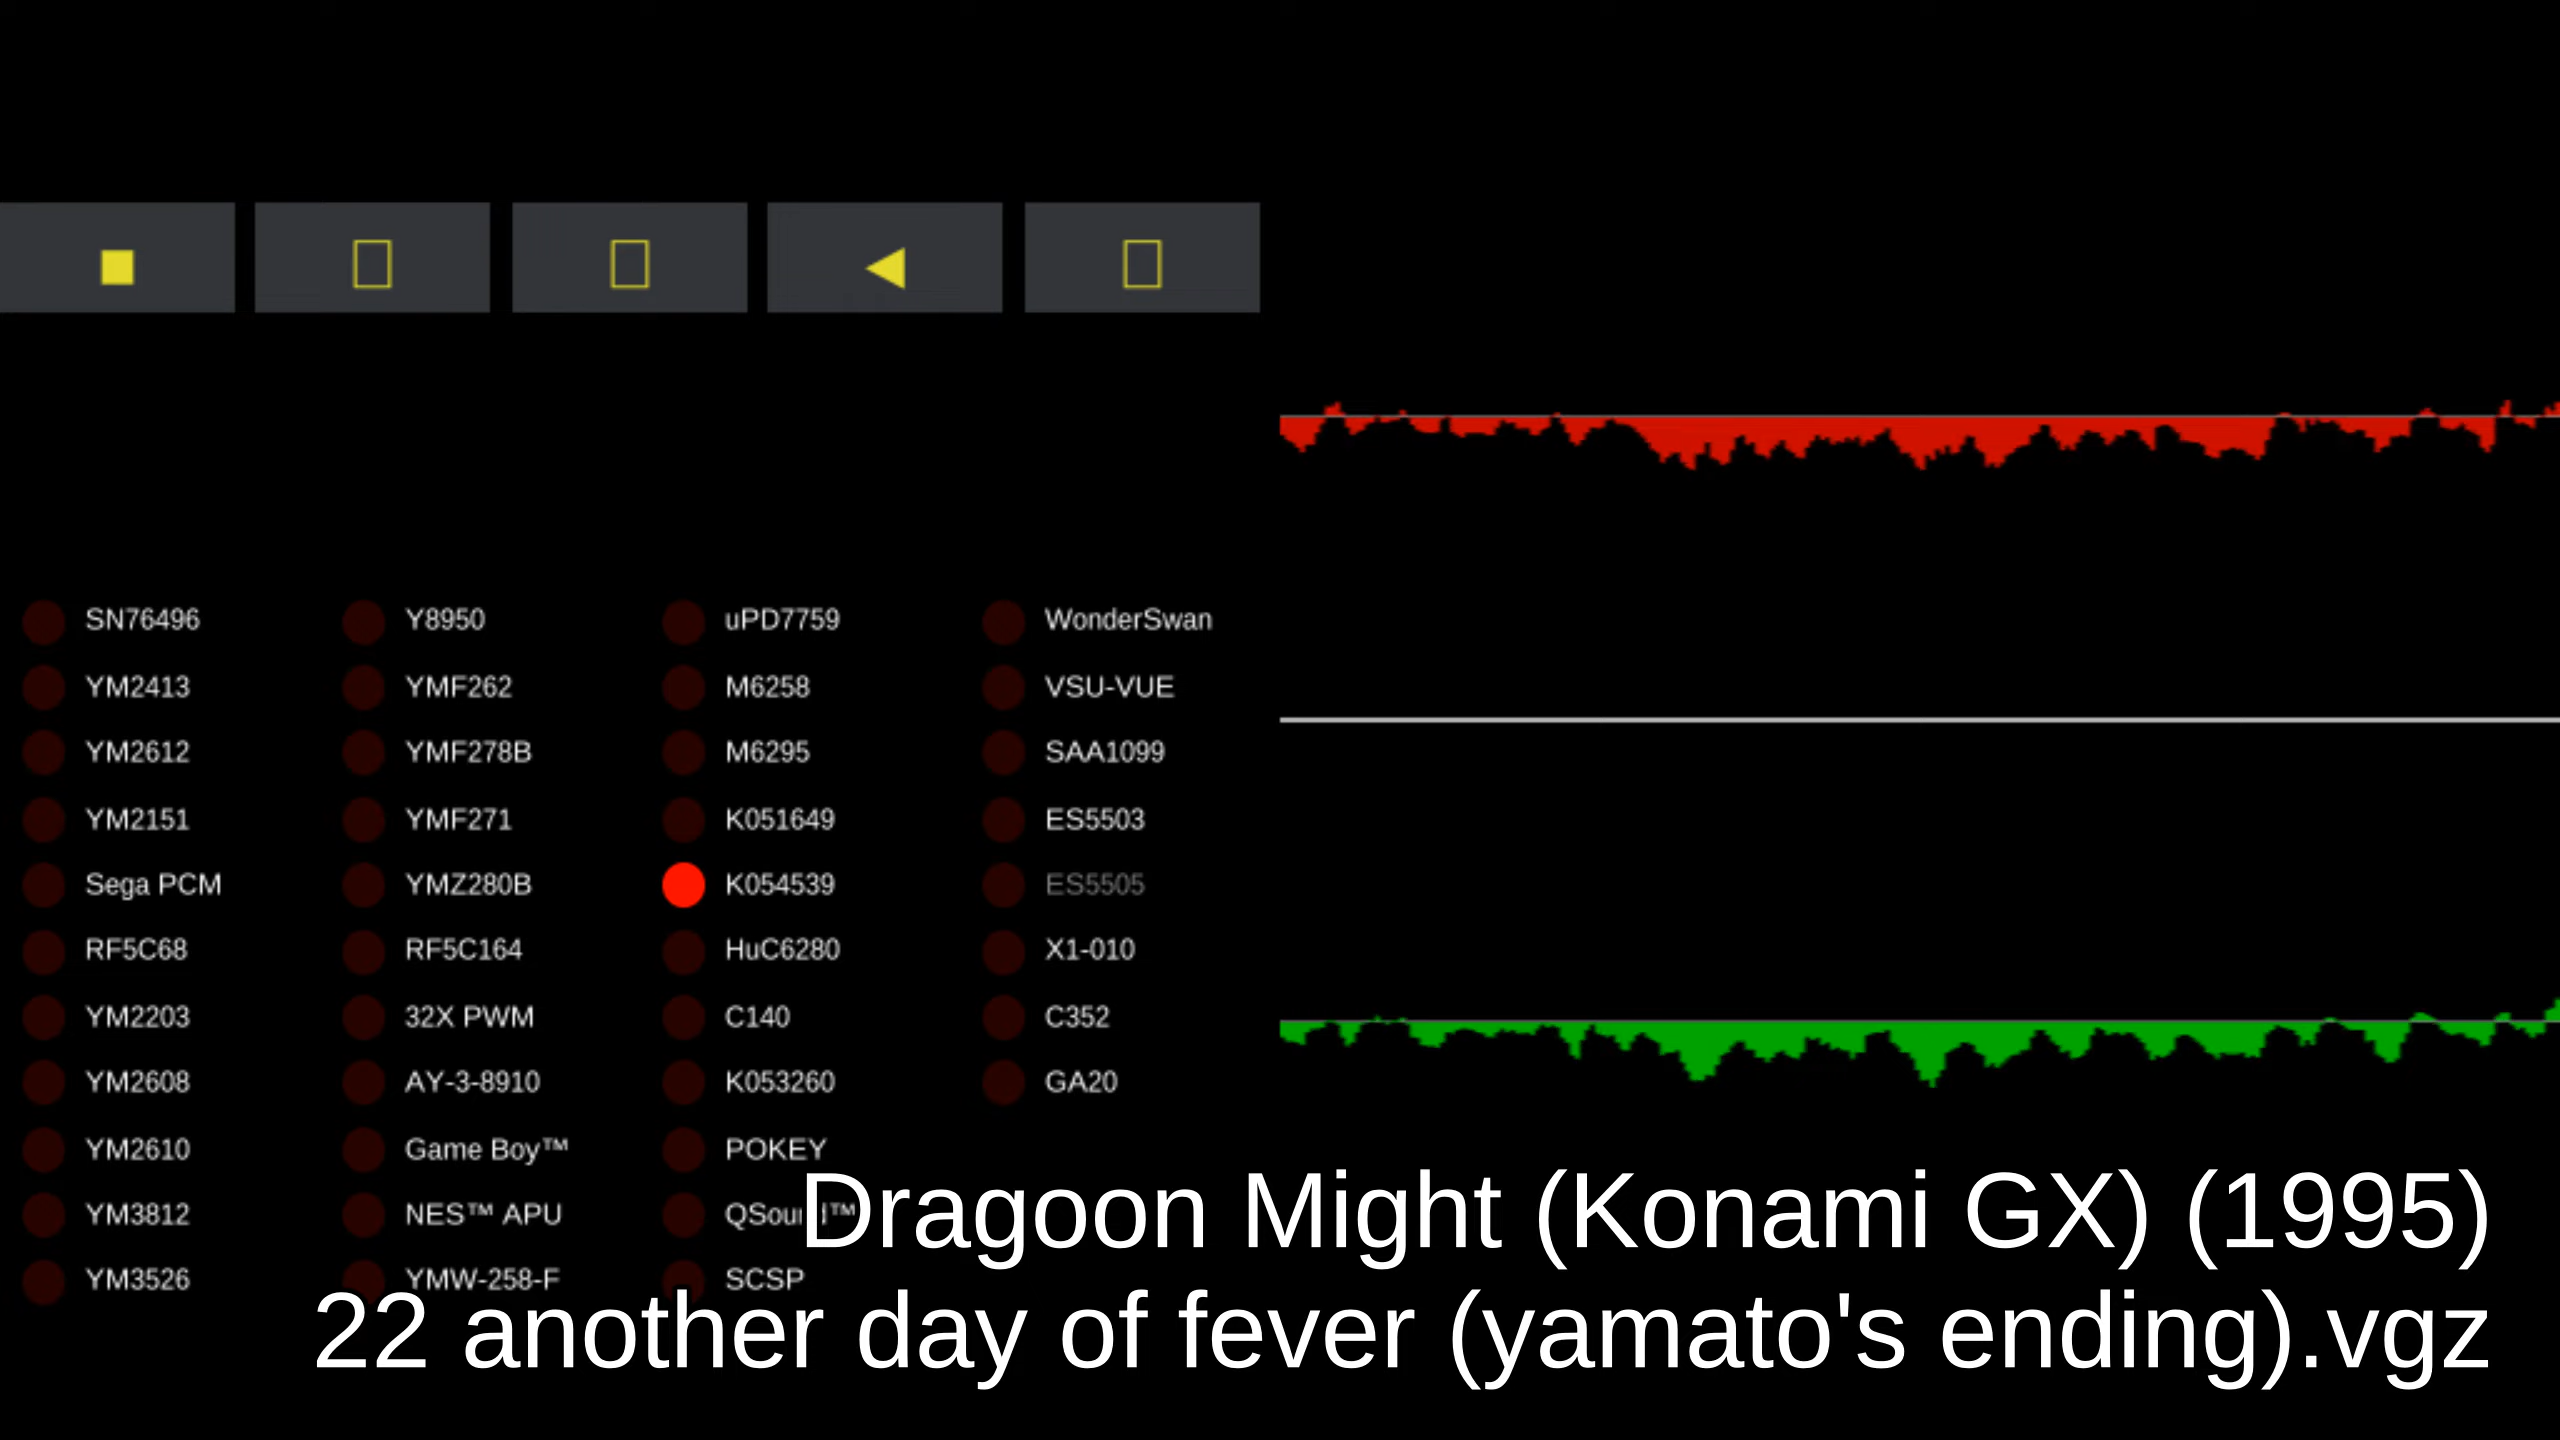 SN76496
YM2413
YM2612
YM2151
Sega PCM
RF5C68
YM2203
YM2608
YM2610
YM3812
YM3526
Y8950
YMF262
YMF278B
YMF271
YMZ280B
RF5C164
32X PWM
AY-3-8910
Game Boy™
NES™ APU
YMW-258-F
uPD7759
M6258
M6295
K051649
K054539
HuC6280
C140
K053260
POKEY
QSound™
SCSP
WonderSwan
VSU-VUE
SAA1099
ES5503
ES5505
X1-010
C352
GA20
Dragoon Might (Konami GX) (1995)
22 another day of fever (yamato's ending).vgz